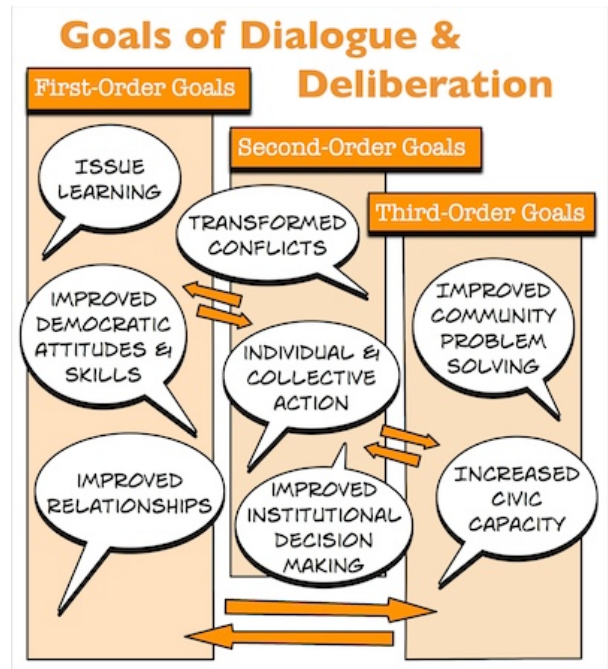 Goals of Dialogue &
Deliberation
First-Order Goals
ISSUE
LEARNING
IMPROVED
DEMOCRATIC
ATTITUDES &
SKILLS
IMPROVED
RELATIONSHIPS
Second-Order Goals
TRANSFORMED
CONFLICTS
INDIVIDUAL &
COLLECTIVE
ACTION
IMPROVED
INSTITUTIONAL
DECISION
MAKING
Third-Order Goals
IMPROVED
COMMUNITY
PROBLEM
SOLVING
INCREASED
CIVIC
CAPACITY